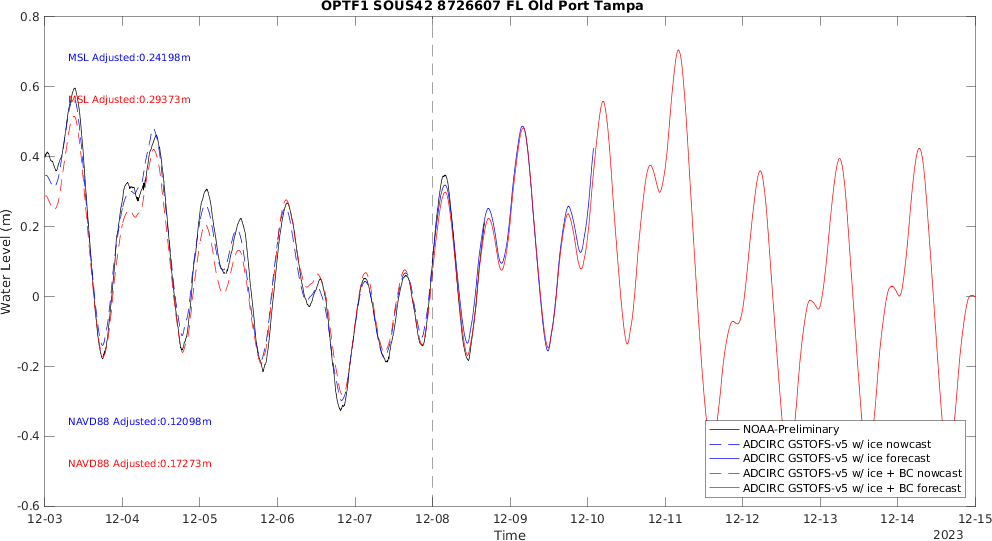 OPTF1 SOUS42 8726607 FL Old Port Tampa
0.8
0.6
0.4
0.2
0
-0.2
-0.4
-0.6
Water Level (m)
MSL Adjusted:0.24198m
MSL Adjusted:0.29373m
NAVD88 Adjusted:0.12098m
NAVD88 Adjusted:0.17273m
NOAA-Preliminary
ADCIRC GSTOFS-v5 w/ ice nowcast
ADCIRC GSTOFS-v5 w/ ice forecast
ADCIRC GSTOFS-v5 w/ ice + BC nowcast
ADCIRC GSTOFS-v5 w/ ice + BC forecast
12-03 12-04 12-05 12-06 12-07 12-08 12-09 12-10 12-11 12-12 12-13 12-14 12-15
Time
2023